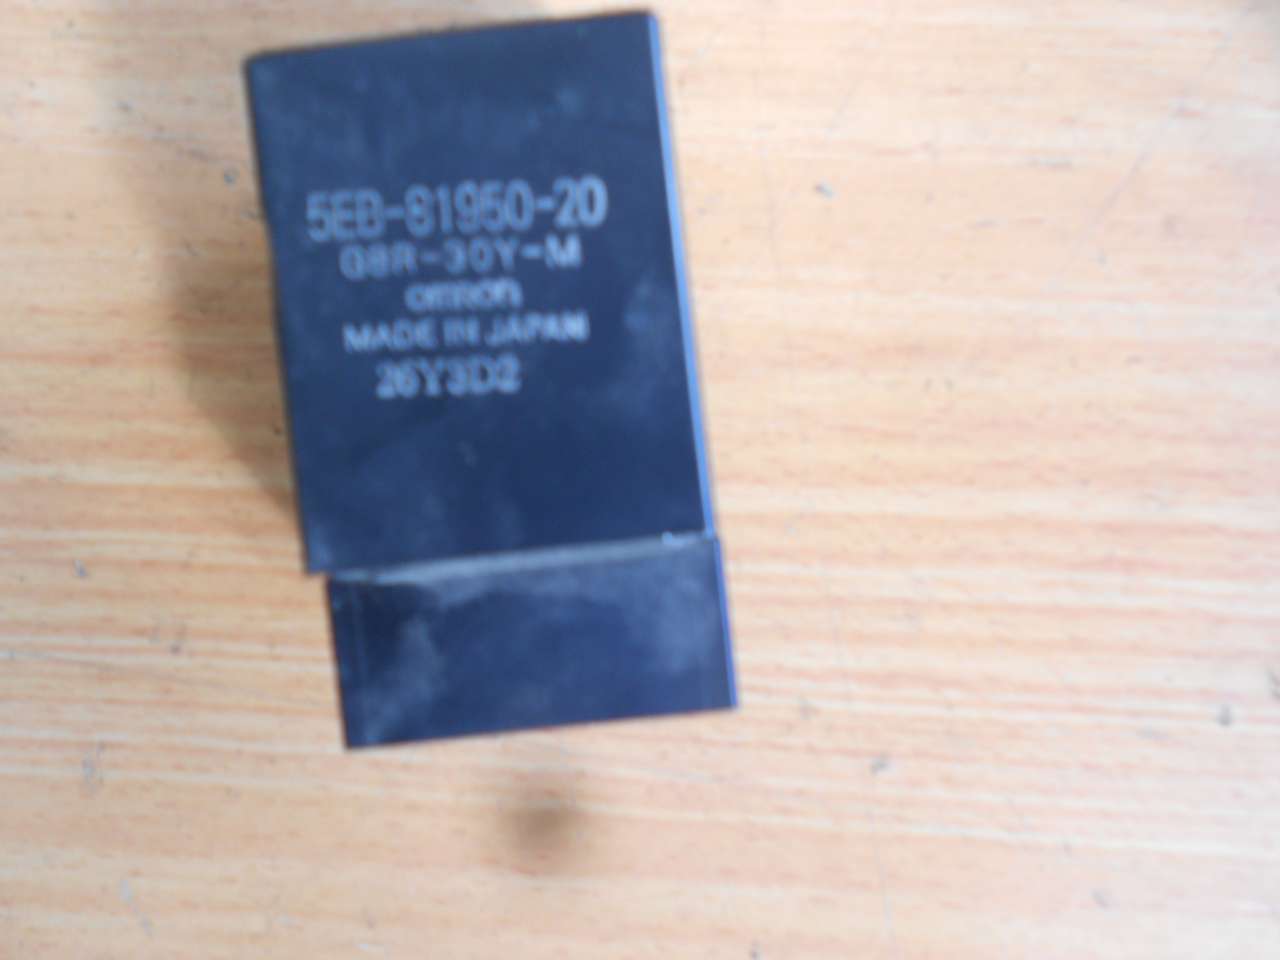 5EB-81950-20
G8R-30Y-M
omron
MADE IN JAPAN
26Y3D2